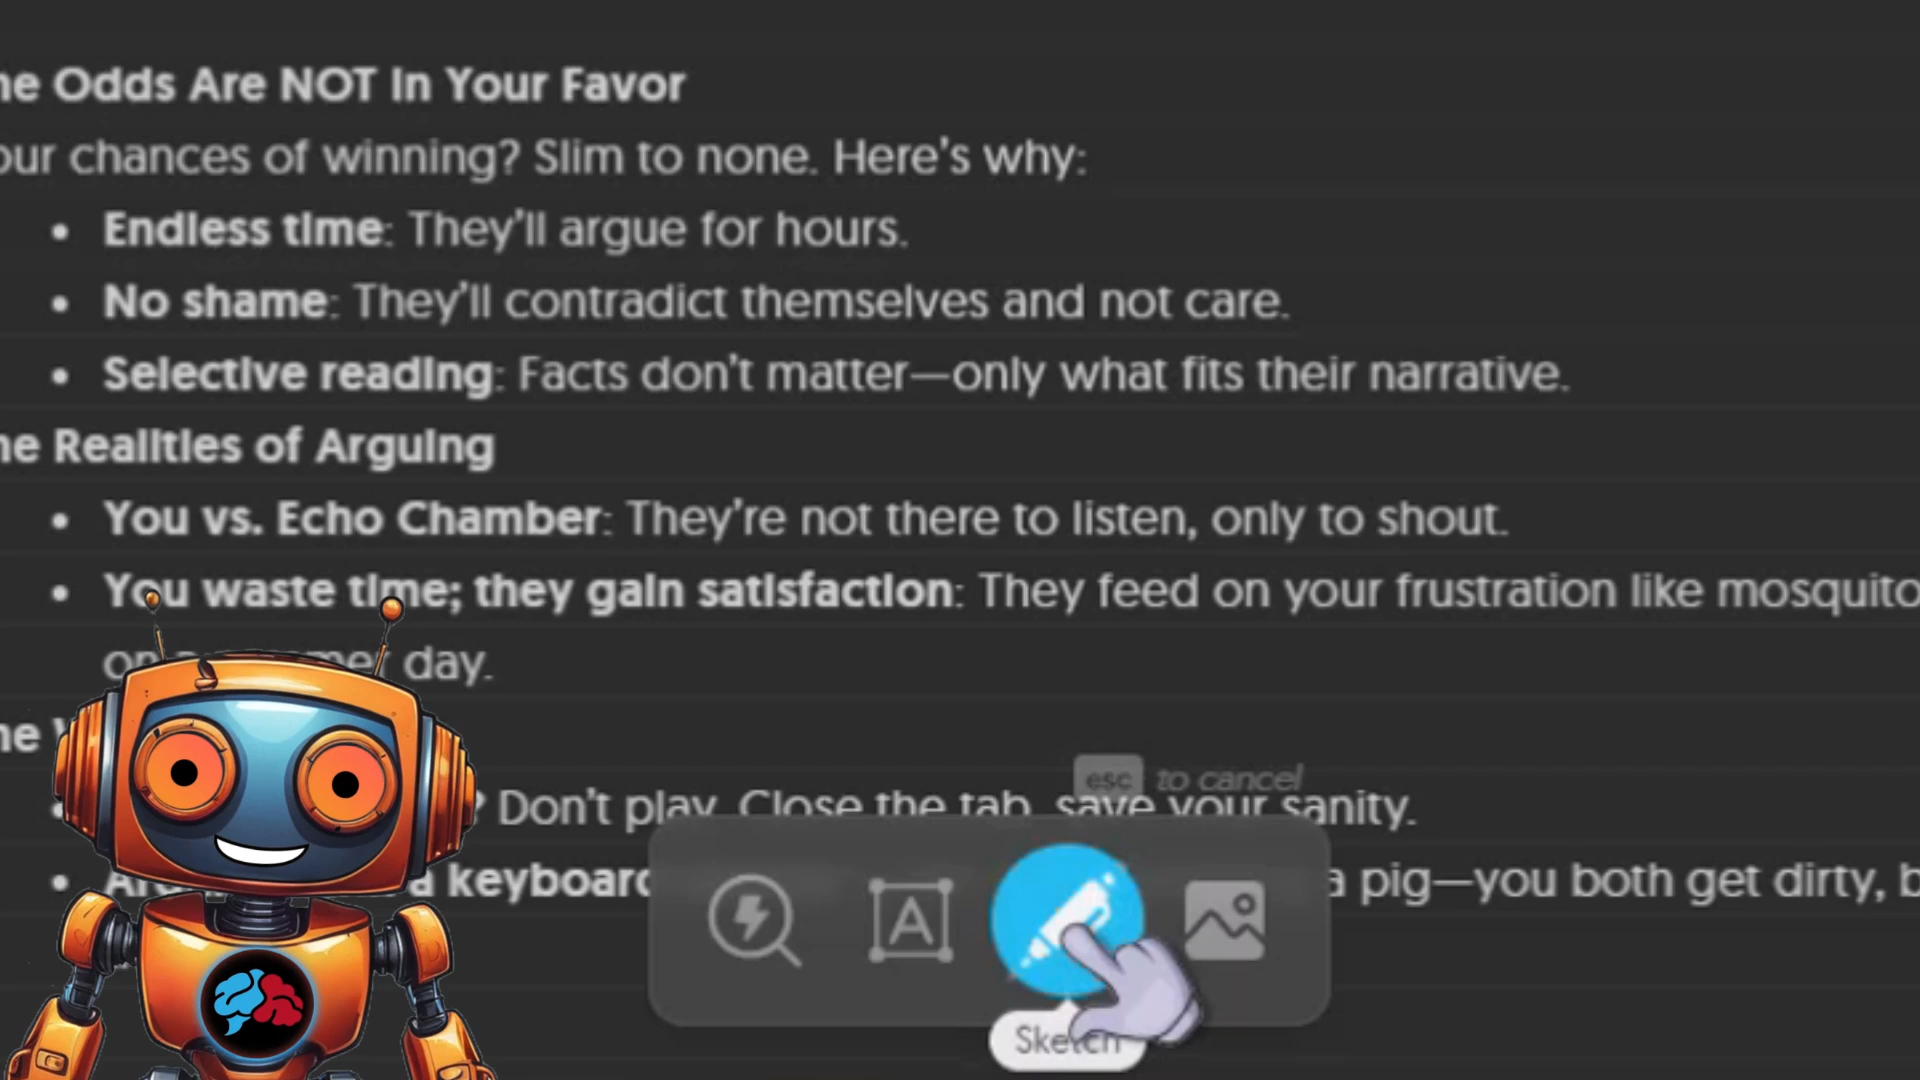 he Odds Are NOT In Your Favor
our chances of winning? Slim to none. Here's why:
• Endless time: They'll argue for hours.
• No shame: They'll contradict themselves and not care.
• Selective reading: Facts don't matter—only what fits their narrative.
he Realities of Arguing
• You vs. Echo Chamber: They're not there to listen, only to shout.
• You waste time; they gain satisfaction: They feed on your frustration like mosquito
day.
he
esc to cancel
? Don't play. Close the tab, save your sanity.
• a keyboard a pig—you both get dirty, b
A
Sketch